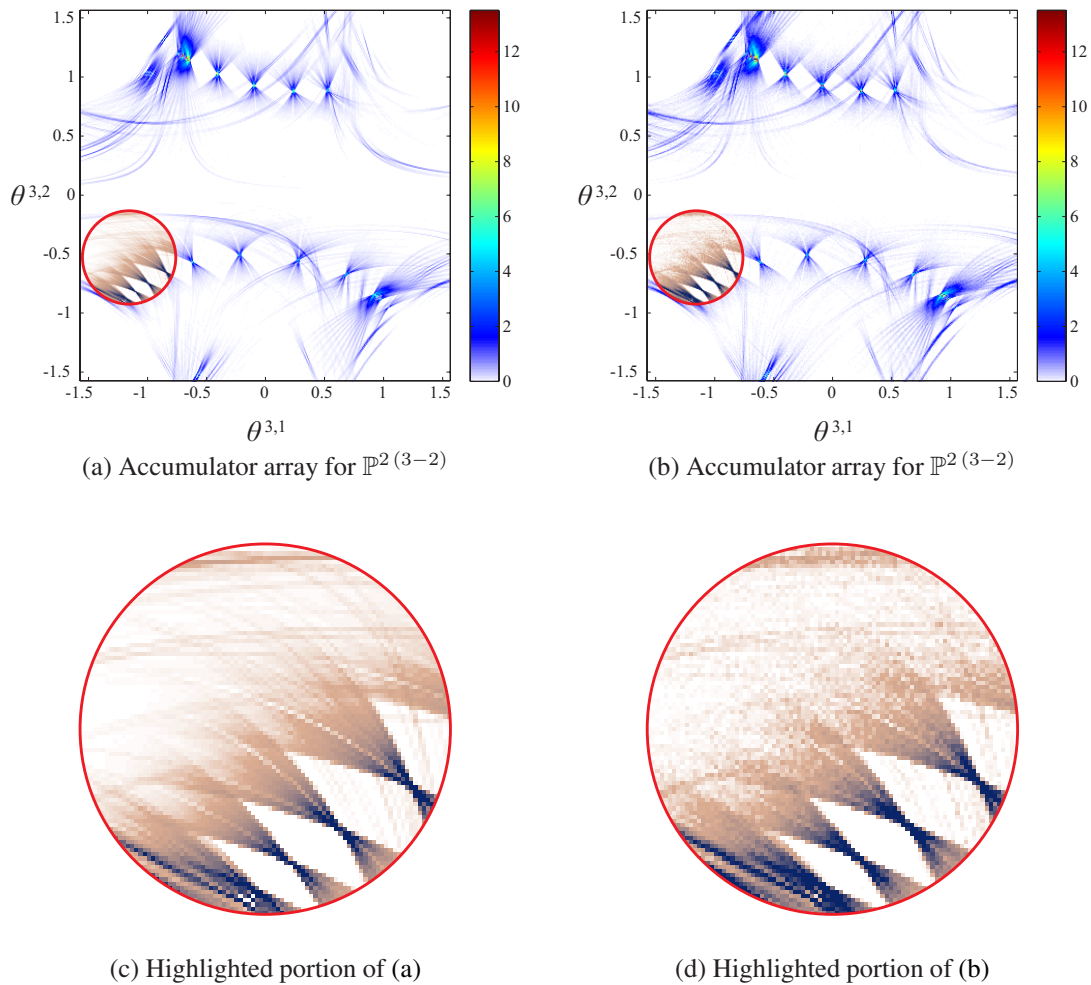 1.5
1
0.5
0
-0.5
-1
-1.5
θ^{3,2}
-1.5 -1 -0.5 0 0.5 1 1.5
θ^{3,1}
12
10
8
6
4
2
0
(a) Accumulator array for ℙ^{2 (3−2)}
1.5
1
0.5
0
-0.5
-1
-1.5
θ^{3,2}
-1.5 -1 -0.5 0 0.5 1 1.5
θ^{3,1}
12
10
8
6
4
2
0
(b) Accumulator array for ℙ^{2 (3−2)}
(c) Highlighted portion of (a)
(d) Highlighted portion of (b)